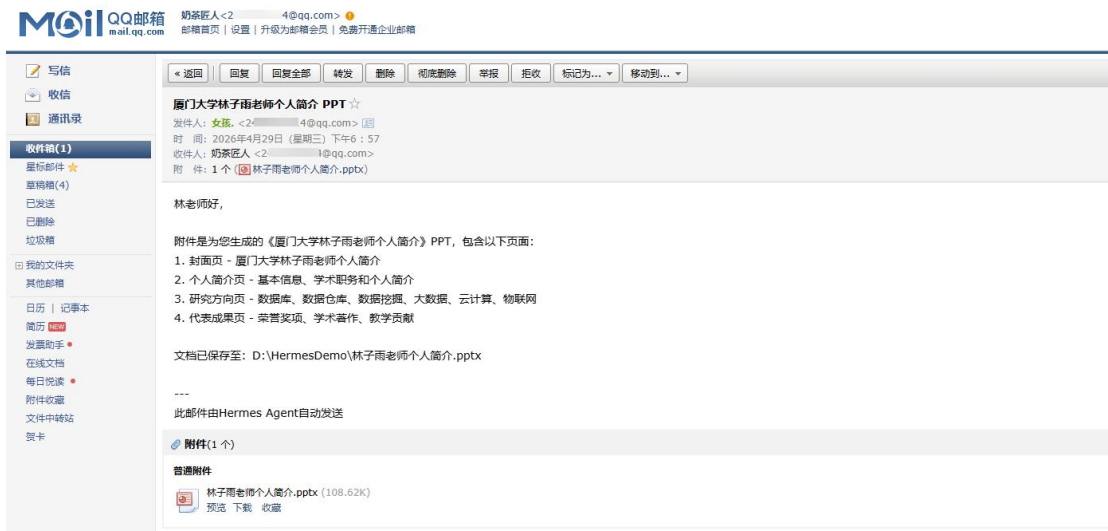 MAil QQ邮箱 mail.qq.com
奶茶匠人<2 4@qq.com>
邮箱首页 | 设置 | 升级为邮箱会员 | 免费开通企业邮箱
写信
收信
通讯录
收件箱(1)
星标邮件
草稿箱(4)
已发送
已删除
垃圾箱
我的文件夹
其他邮箱
日历 | 记事本
简历 NEW
发票助手
在线文档
每日悦读
附件收藏
文件中转站
贺卡
« 返回 回复 回复全部 转发 删除 彻底删除 举报 拒收 标记为... 移动到...
厦门大学林子雨老师个人简介 PPT
发件人: 女孩. <2 4@qq.com>
时 间: 2026年4月29日 (星期三) 下午6:57
收件人: 奶茶匠人 <2 @qq.com>
附 件: 1 个 (林子雨老师个人简介.pptx)
林老师好,
附件是为您生成的《厦门大学林子雨老师个人简介》PPT, 包含以下页面:
1. 封面页 - 厦门大学林子雨老师个人简介
2. 个人简介页 - 基本信息、学术职务和个人简介
3. 研究方向页 - 数据库、数据仓库、数据挖掘、大数据、云计算、物联网
4. 代表成果页 - 荣誉奖项、学术著作、教学贡献
文档已保存至: D:\HermesDemo\林子雨老师个人简介.pptx
---
此邮件由Hermes Agent自动发送
附件(1 个)
普通附件
林子雨老师个人简介.pptx (108.62K)
预览 下载 收藏